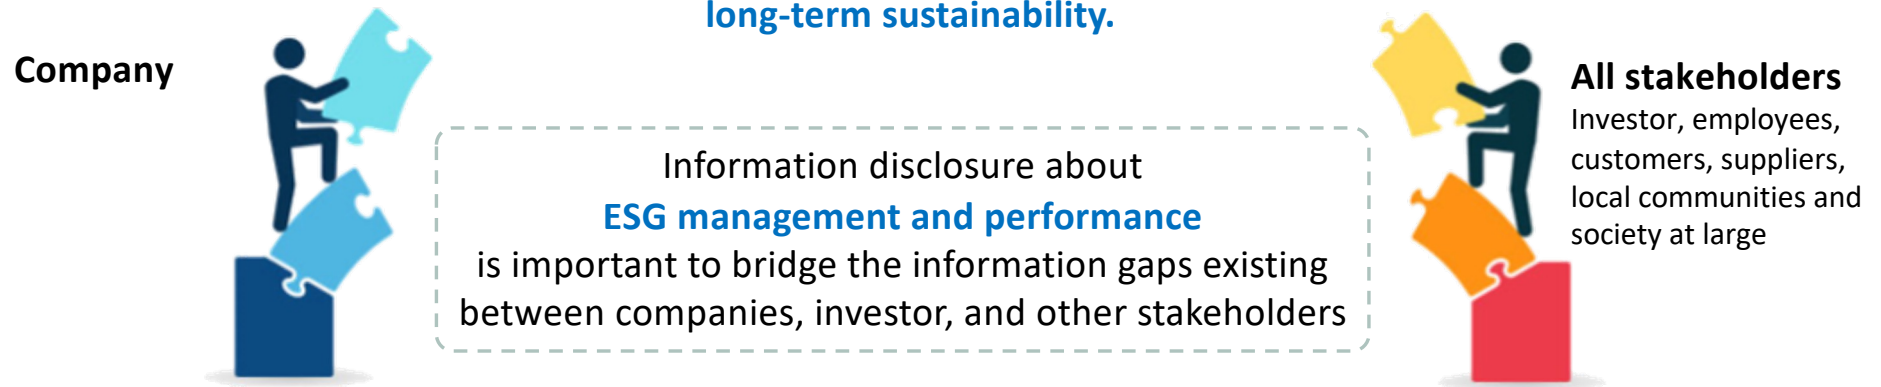 long-term sustainability.
Company
All stakeholders
Investor, employees,
customers, suppliers,
local communities and
society at large
Information disclosure about
ESG management and performance
is important to bridge the information gaps existing
between companies, investor, and other stakeholders